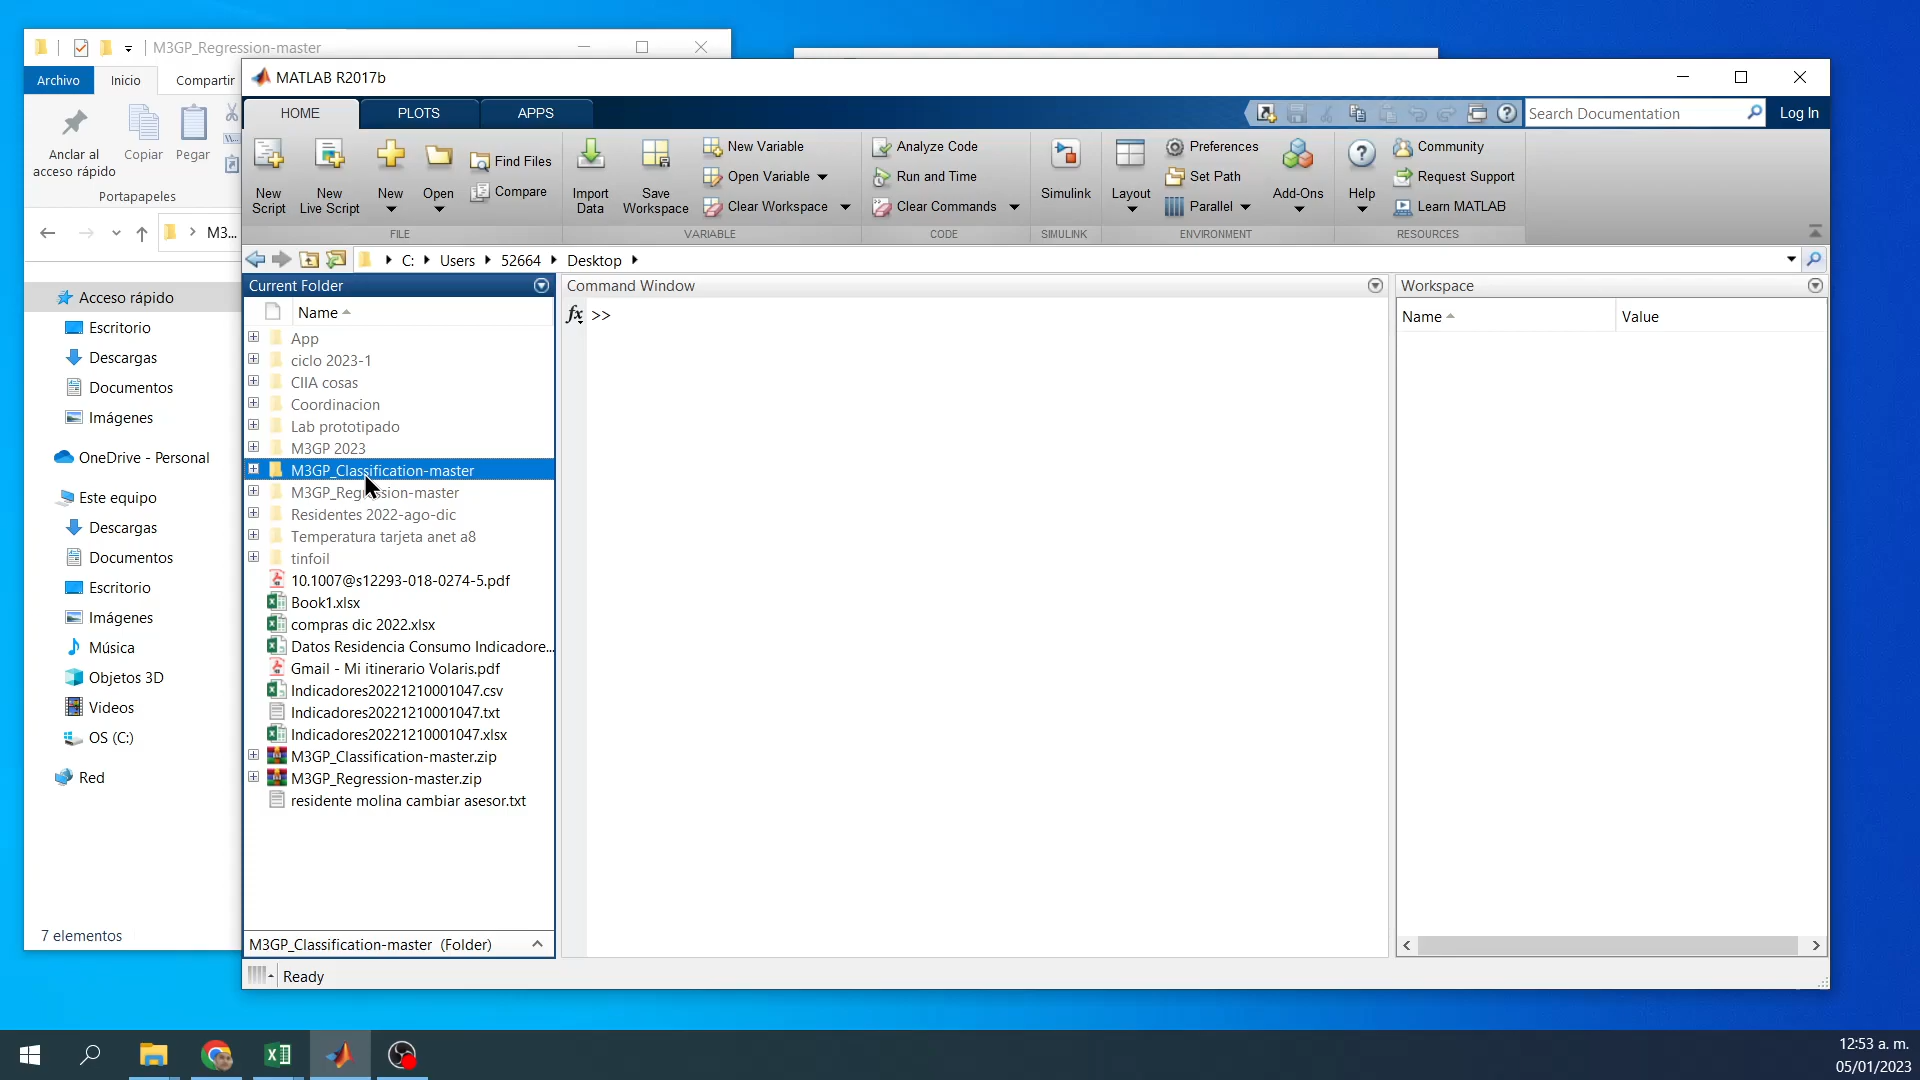 M3GP_Regression-master
Archivo
Inicio
Compartir
Anclar al
acceso rápido
Copiar
Pegar
Portapapeles
M3...
Acceso rápido
Escritorio
Descargas
Documentos
Imágenes
OneDrive - Personal
Este equipo
Descargas
Documentos
Escritorio
Imágenes
Música
Objetos 3D
Videos
OS (C:)
Red
7 elementos
MATLAB R2017b
HOME
PLOTS
APPS
Search Documentation
Log In
New
Script
New
Live Script
New
Open
Find Files
Compare
FILE
Import
Data
Save
Workspace
New Variable
Open Variable
Clear Workspace
VARIABLE
Analyze Code
Run and Time
Clear Commands
CODE
Simulink
SIMULINK
Layout
Preferences
Set Path
Parallel
Add-Ons
ENVIRONMENT
Help
Community
Request Support
Learn MATLAB
RESOURCES
C: Users 52664 Desktop
Current Folder
Name
App
ciclo 2023-1
CIIA cosas
Coordinacion
Lab prototipado
M3GP 2023
M3GP_Classification-master
M3GP_Regression-master
Residentes 2022-ago-dic
Temperatura tarjeta anet a8
tinfoil
10.1007@s12293-018-0274-5.pdf
Book1.xlsx
compras dic 2022.xlsx
Datos Residencia Consumo Indicadore...
Gmail - Mi itinerario Volaris.pdf
Indicadores20221210001047.csv
Indicadores20221210001047.txt
Indicadores20221210001047.xlsx
M3GP_Classification-master.zip
M3GP_Regression-master.zip
residente molina cambiar asesor.txt
M3GP_Classification-master (Folder)
Ready
Command Window
fx >>
Workspace
Name
Value
12:53 a. m.
05/01/2023